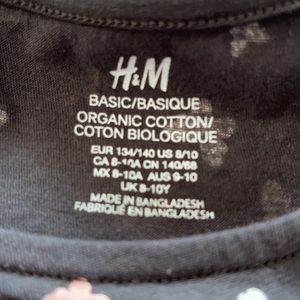 H&M
BASIC/BASIQUE
ORGANIC COTTON/
COTON BIOLOGIQUE
EUR 134/140 US 8/10
CA 8-10A CN 140/68
MX 8-10A AUS 9-10
UK 8-10Y
MADE IN BANGLADESH
FABRIQUÉ EN BANGLADESH